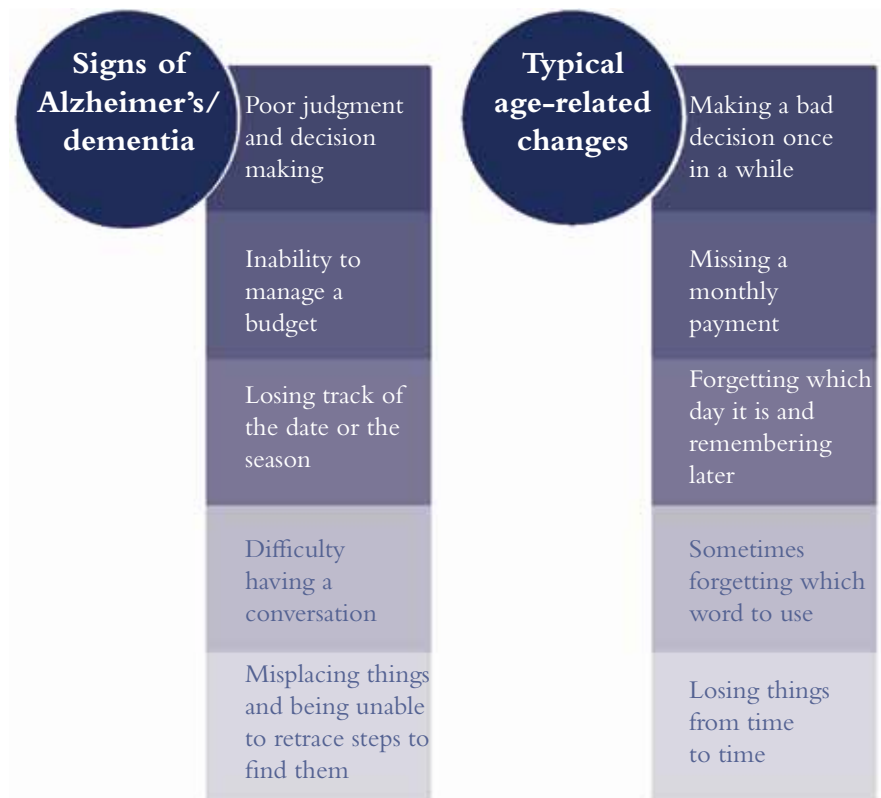 Signs of
Alzheimer's/
dementia
Poor judgment
and decision
making
Inability to
manage a
budget
Losing track of
the date or the
season
Difficulty
having a
conversation
Misplacing things
and being unable
to retrace steps to
find them
Typical
age-related
changes
Making a bad
decision once
in a while
Missing a
monthly
payment
Forgetting which
day it is and
remembering
later
Sometimes
forgetting which
word to use
Losing things
from time
to time